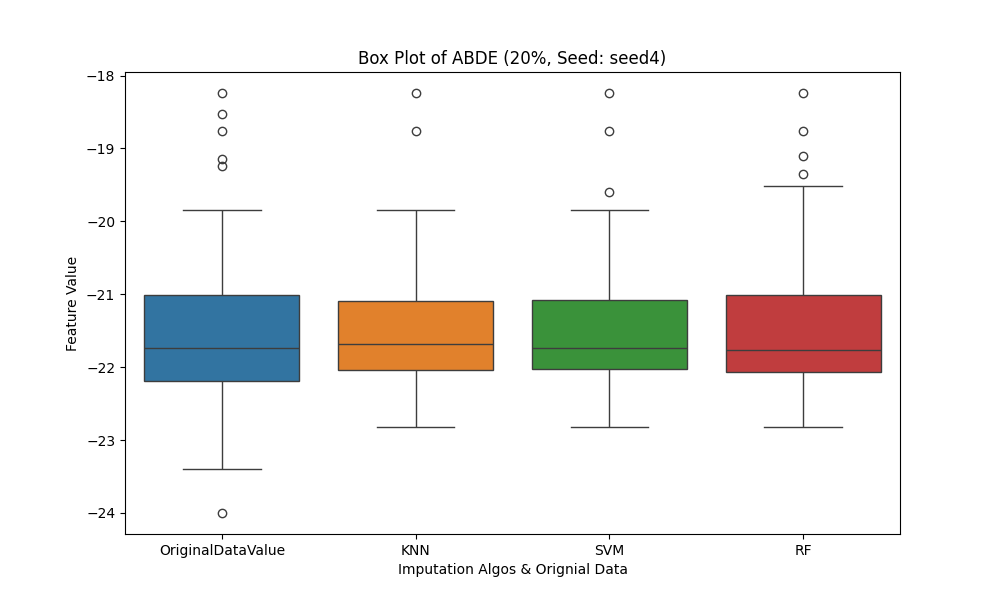 Box Plot of ABDE (20%, Seed: seed4)
−18
−19
−20
−21
−22
−23
−24
Feature Value
OriginalDataValue
KNN
SVM
RF
Imputation Algos & Orignial Data